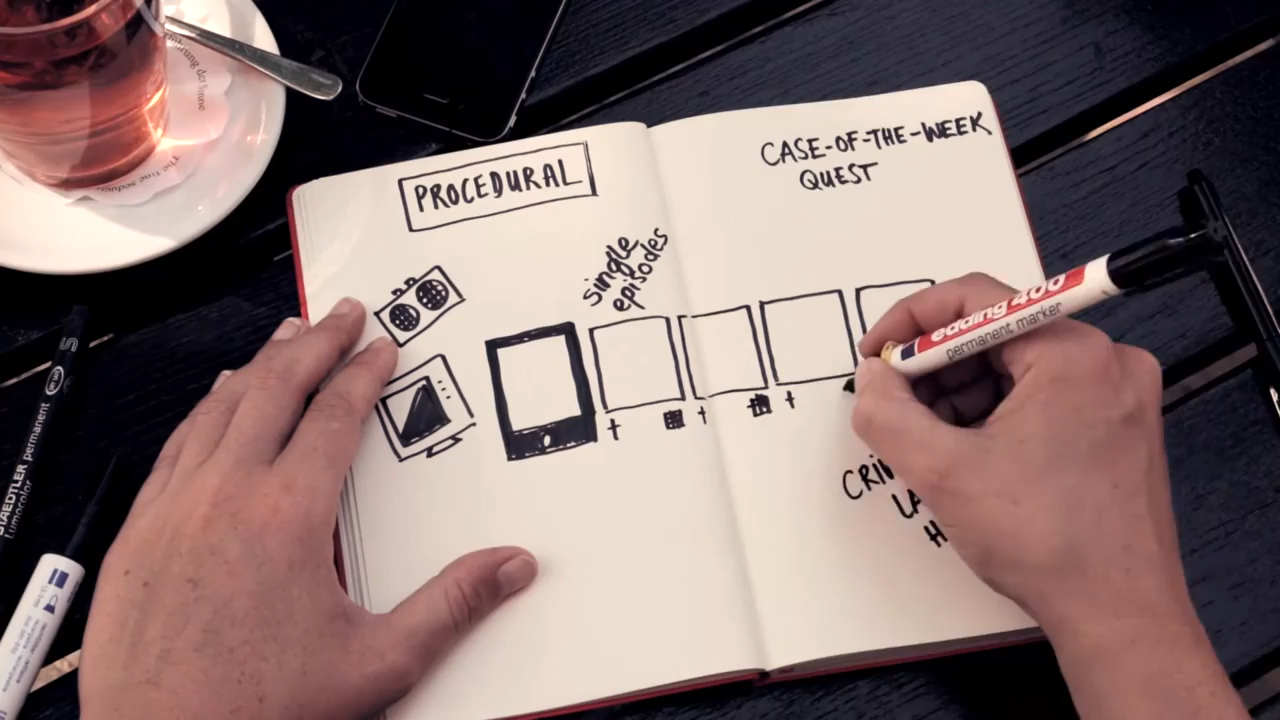 PROCEDURAL
CASE-OF-THE-WEEK
QUEST
single
episodes
edding 400
permanent marker
STAEDTLER permanent
Lumocolor
S